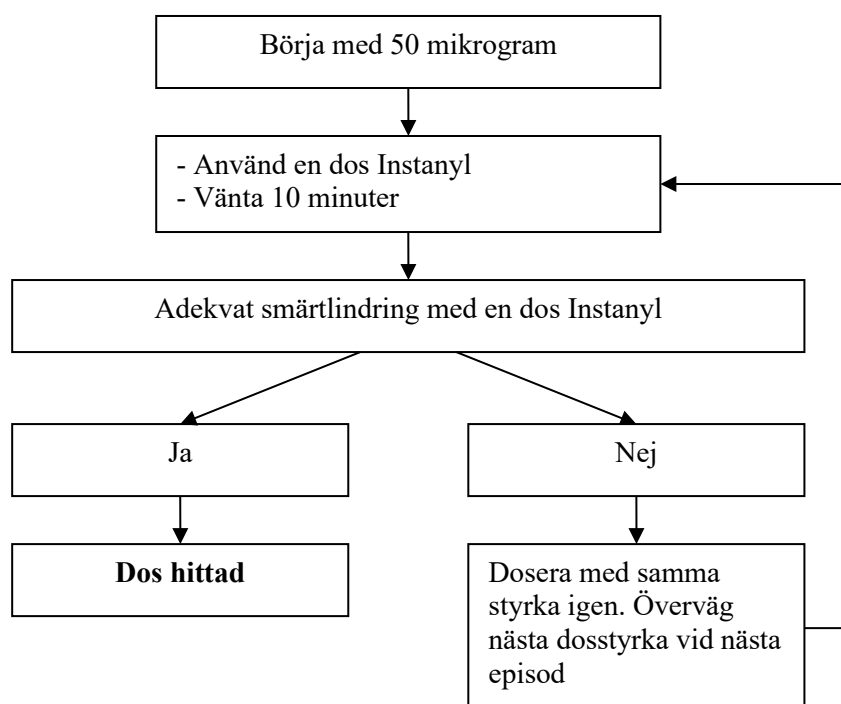 Börja med 50 mikrogram
- Använd en dos Instanyl
- Vänta 10 minuter
Adekvat smärtlindring med en dos Instanyl
Ja
Nej
Dos hittad
Dosera med samma
styrka igen. Överväg
nästa dosstyrka vid nästa
episod